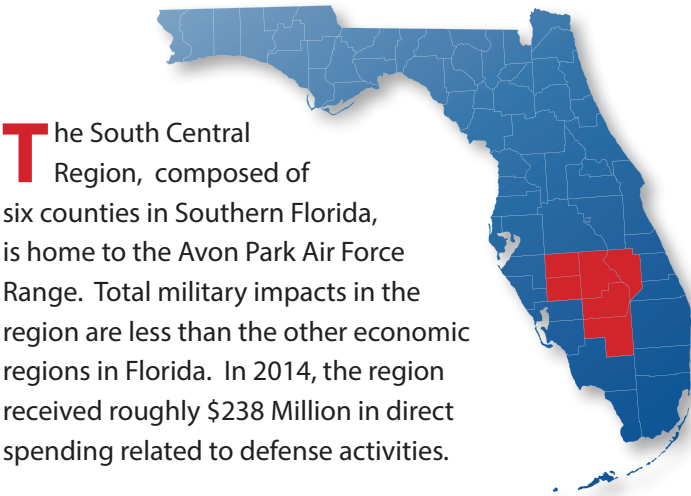 The South Central
Region, composed of
six counties in Southern Florida,
is home to the Avon Park Air Force
Range. Total military impacts in the
region are less than the other economic
regions in Florida. In 2014, the region
received roughly $238 Million in direct
spending related to defense activities.